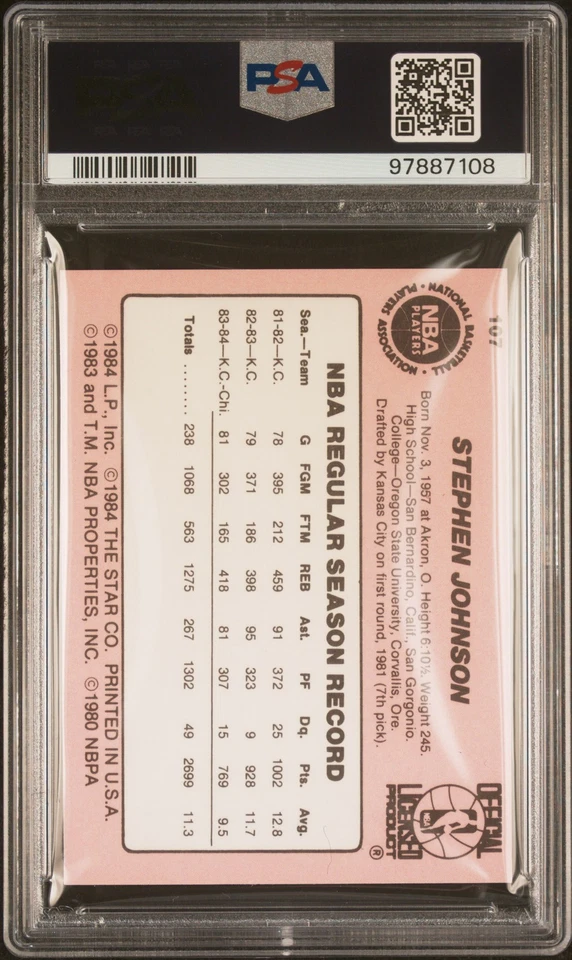 PSA
97887108
107
NATIONAL BASKETBALL
PLAYERS ASSOCIATION
NBA
PLAYERS
STEPHEN JOHNSON
Born Nov. 3, 1957 at Akron, O. Height 6:10½. Weight 245.
High School—San Bernardino, Calif., San Gorgonio.
College—Oregon State University, Corvallis, Ore.
Drafted by Kansas City on first round, 1981 (7th pick).
OFFICIAL
NBA
LICENSED
PRODUCT
®
NBA REGULAR SEASON RECORD
Sea.—Team G FGM FTM REB Ast. PF Dq. Pts. Avg.
81-82—K.C. 78 395 212 459 91 372 25 1002 12.8
82-83—K.C. 79 371 186 398 95 323 9 928 11.7
83-84—K.C.-Chi. 81 302 165 418 81 307 15 769 9.5
Totals ........ 238 1068 563 1275 267 1302 49 2699 11.3
©1984 L.P., Inc. ©1984 THE STAR CO. PRINTED IN U.S.A.
©1983 and T.M. NBA PROPERTIES, INC. ©1980 NBPA